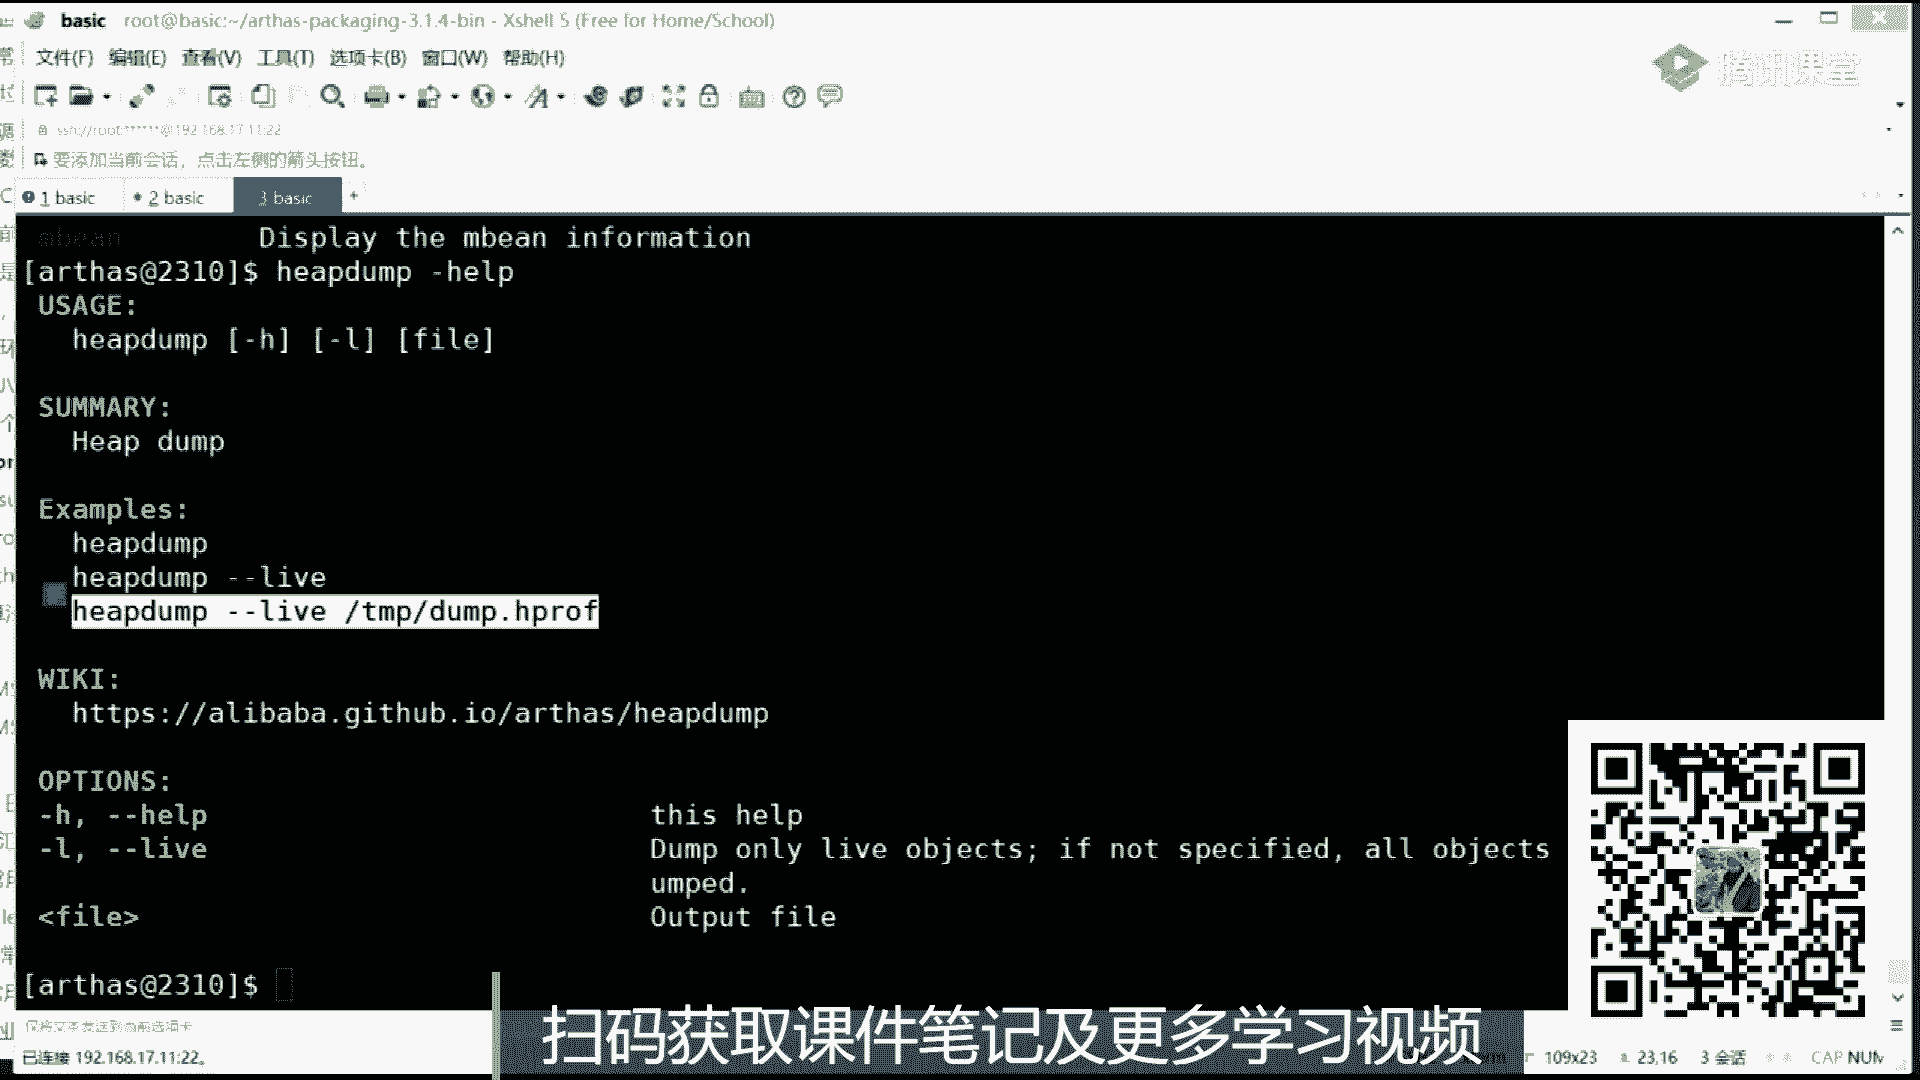 basic root@basic:~/arthas-packaging-3.1.4-bin - Xshell 5 (Free for Home/School)
文件(F) 编辑(E) 查看(V) 工具(T) 选项卡(B) 窗口(W) 帮助(H)
腾讯课堂
ssh://root:******@192.168.17.11:22
要添加当前会话，点击左侧的箭头按钮。
1 basic 2 basic 3 basic +
mbean Display the mbean information
[arthas@2310]$ heapdump -help
USAGE:
heapdump [-h] [-l] [file]
SUMMARY:
Heap dump
Examples:
heapdump
heapdump --live
heapdump --live /tmp/dump.hprof
WIKI:
https://alibaba.github.io/arthas/heapdump
OPTIONS:
-h, --help this help
-l, --live Dump only live objects; if not specified, all objects
umped.
<file> Output file
[arthas@2310]$
仅将文本发送到当前选项卡
扫码获取课件笔记及更多学习视频
已连接 192.168.17.11:22。 109x23 23,16 3 会话 CAP NUM